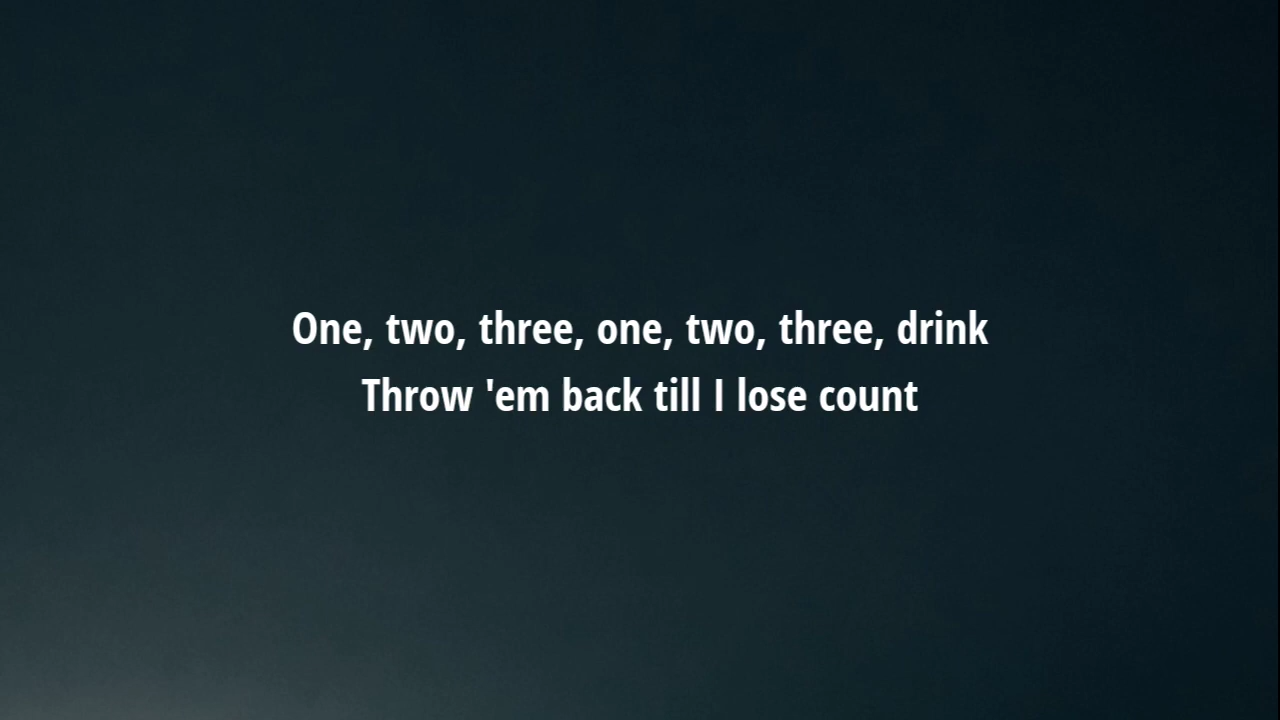 One, two, three, one, two, three, drink
Throw 'em back till I lose count